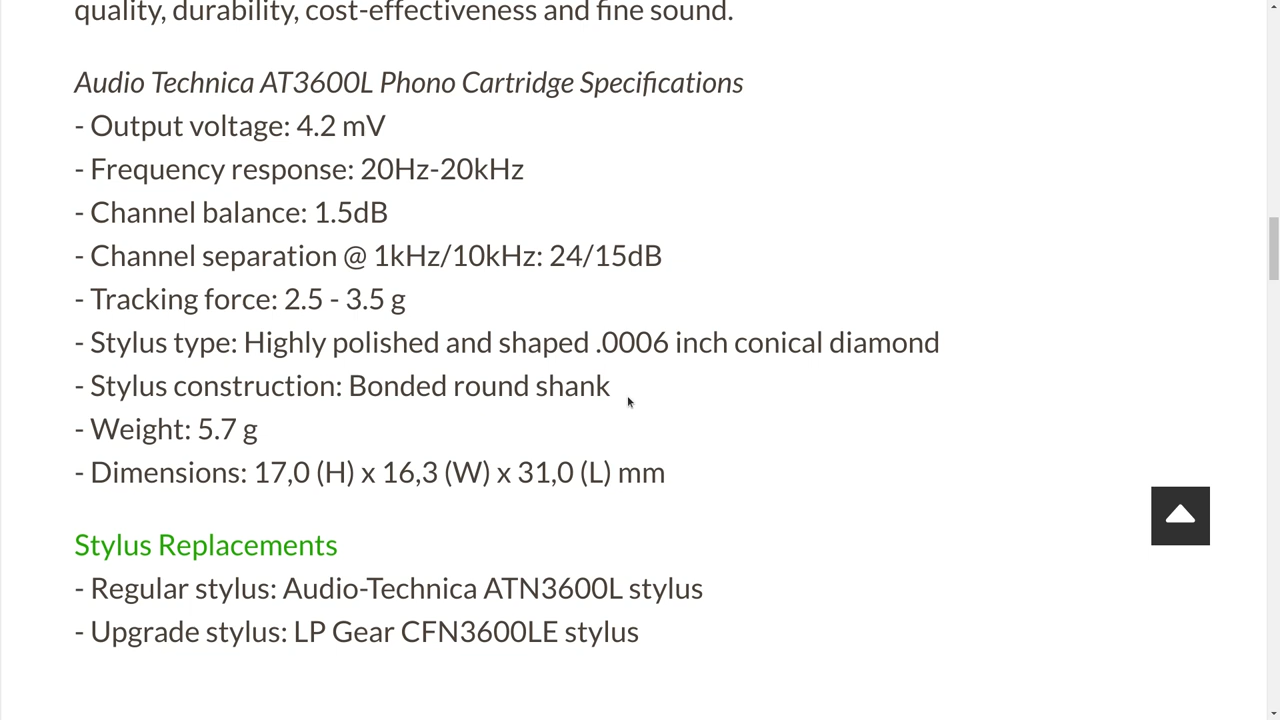 quality, durability, cost-effectiveness and fine sound.
Audio Technica AT3600L Phono Cartridge Specifications
- Output voltage: 4.2 mV
- Frequency response: 20Hz-20kHz
- Channel balance: 1.5dB
- Channel separation @ 1kHz/10kHz: 24/15dB
- Tracking force: 2.5 - 3.5 g
- Stylus type: Highly polished and shaped .0006 inch conical diamond
- Stylus construction: Bonded round shank
- Weight: 5.7 g
- Dimensions: 17,0 (H) x 16,3 (W) x 31,0 (L) mm
Stylus Replacements
- Regular stylus: Audio-Technica ATN3600L stylus
- Upgrade stylus: LP Gear CFN3600LE stylus